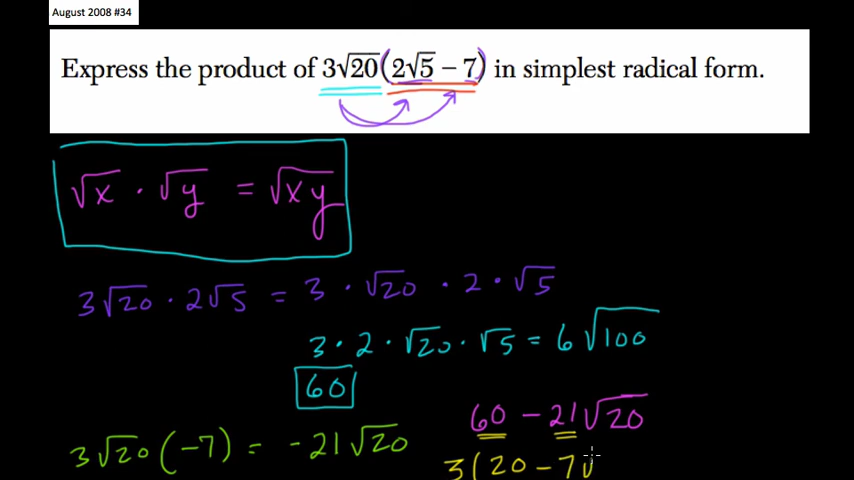 August 2008 #34
Express the product of 3√20(2√5 − 7) in simplest radical form.
√x · √y = √xy
3√20 · 2√5 = 3 · √20 · 2 · √5
3 · 2 · √20 · √5 = 6√100
60
60 − 21√20
3√20(−7) = -21√20
3(20 − 7√